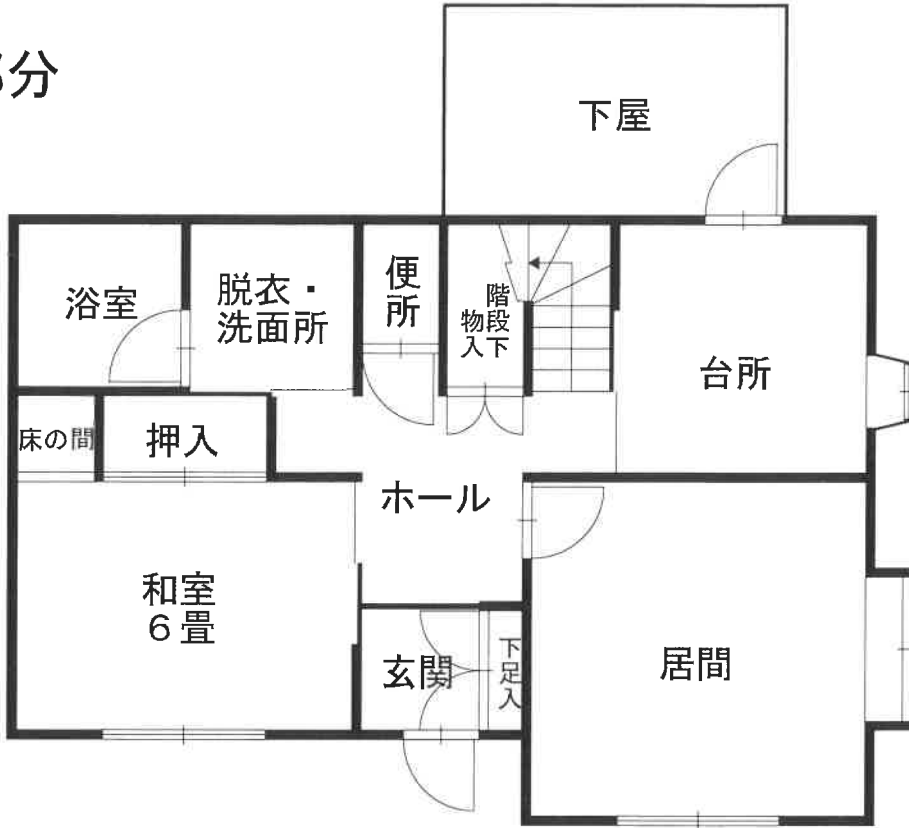 分
下屋
浴室
脱衣・
洗面所
便
所
階段下
物入
台所
床の間
押入
ホール
和室
６畳
玄関
下足入
居間